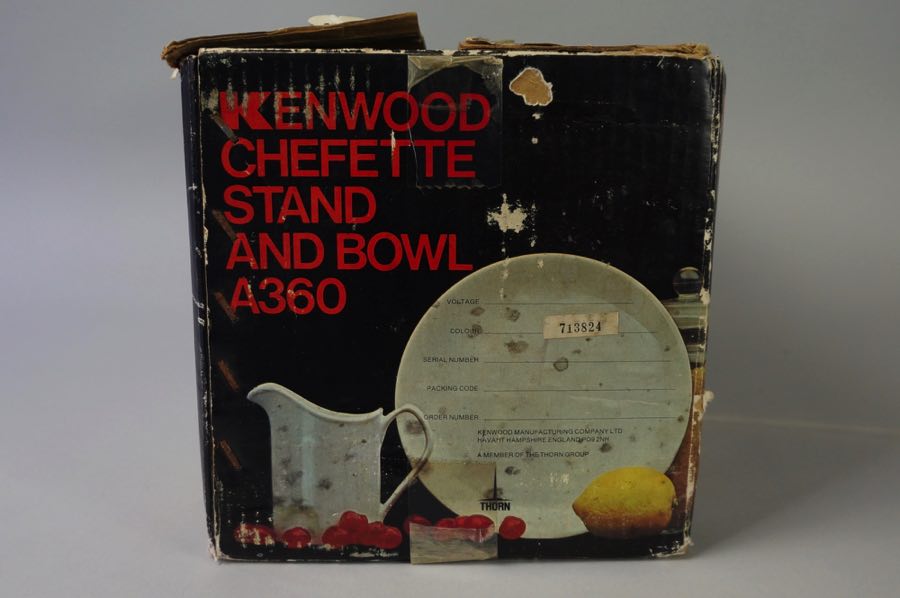 KENWOOD
CHEFETTE
STAND
AND BOWL
A360
VOLTAGE
COLOUR 713824
SERIAL NUMBER
PACKING CODE
ORDER NUMBER
KENWOOD MANUFACTURING COMPANY LTD
HAVANT HAMPSHIRE ENGLAND PO9 2NH
A MEMBER OF THE THORN GROUP
THORN